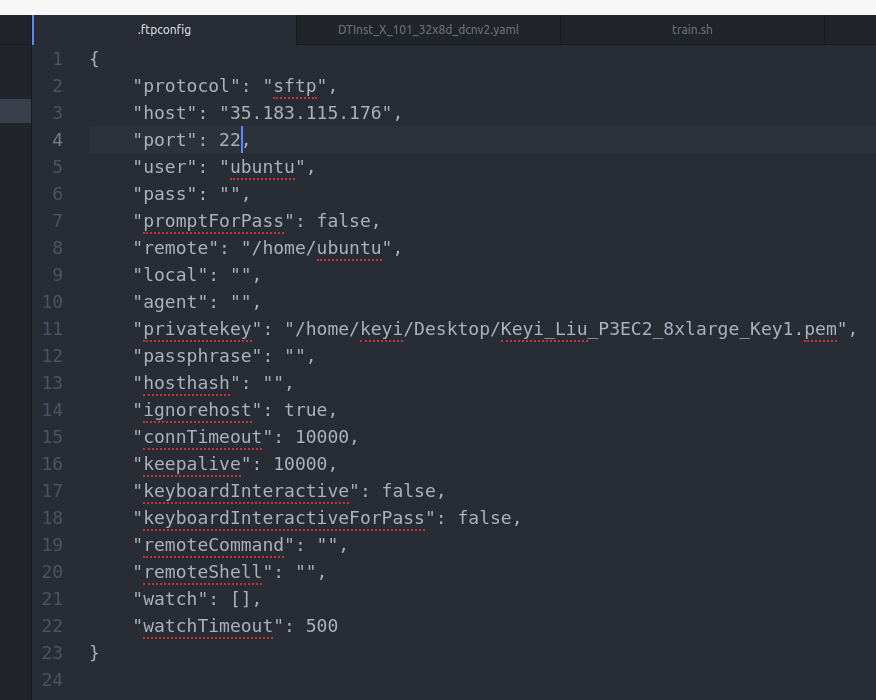 .ftpconfig DTInst_X_101_32x8d_dcnv2.yaml train.sh
1 {
2 "protocol": "sftp",
3 "host": "35.183.115.176",
4 "port": 22,
5 "user": "ubuntu",
6 "pass": "",
7 "promptForPass": false,
8 "remote": "/home/ubuntu",
9 "local": "",
10 "agent": "",
11 "privatekey": "/home/keyi/Desktop/Keyi_Liu_P3EC2_8xlarge_Key1.pem",
12 "passphrase": "",
13 "hosthash": "",
14 "ignorehost": true,
15 "connTimeout": 10000,
16 "keepalive": 10000,
17 "keyboardInteractive": false,
18 "keyboardInteractiveForPass": false,
19 "remoteCommand": "",
20 "remoteShell": "",
21 "watch": [],
22 "watchTimeout": 500
23 }
24